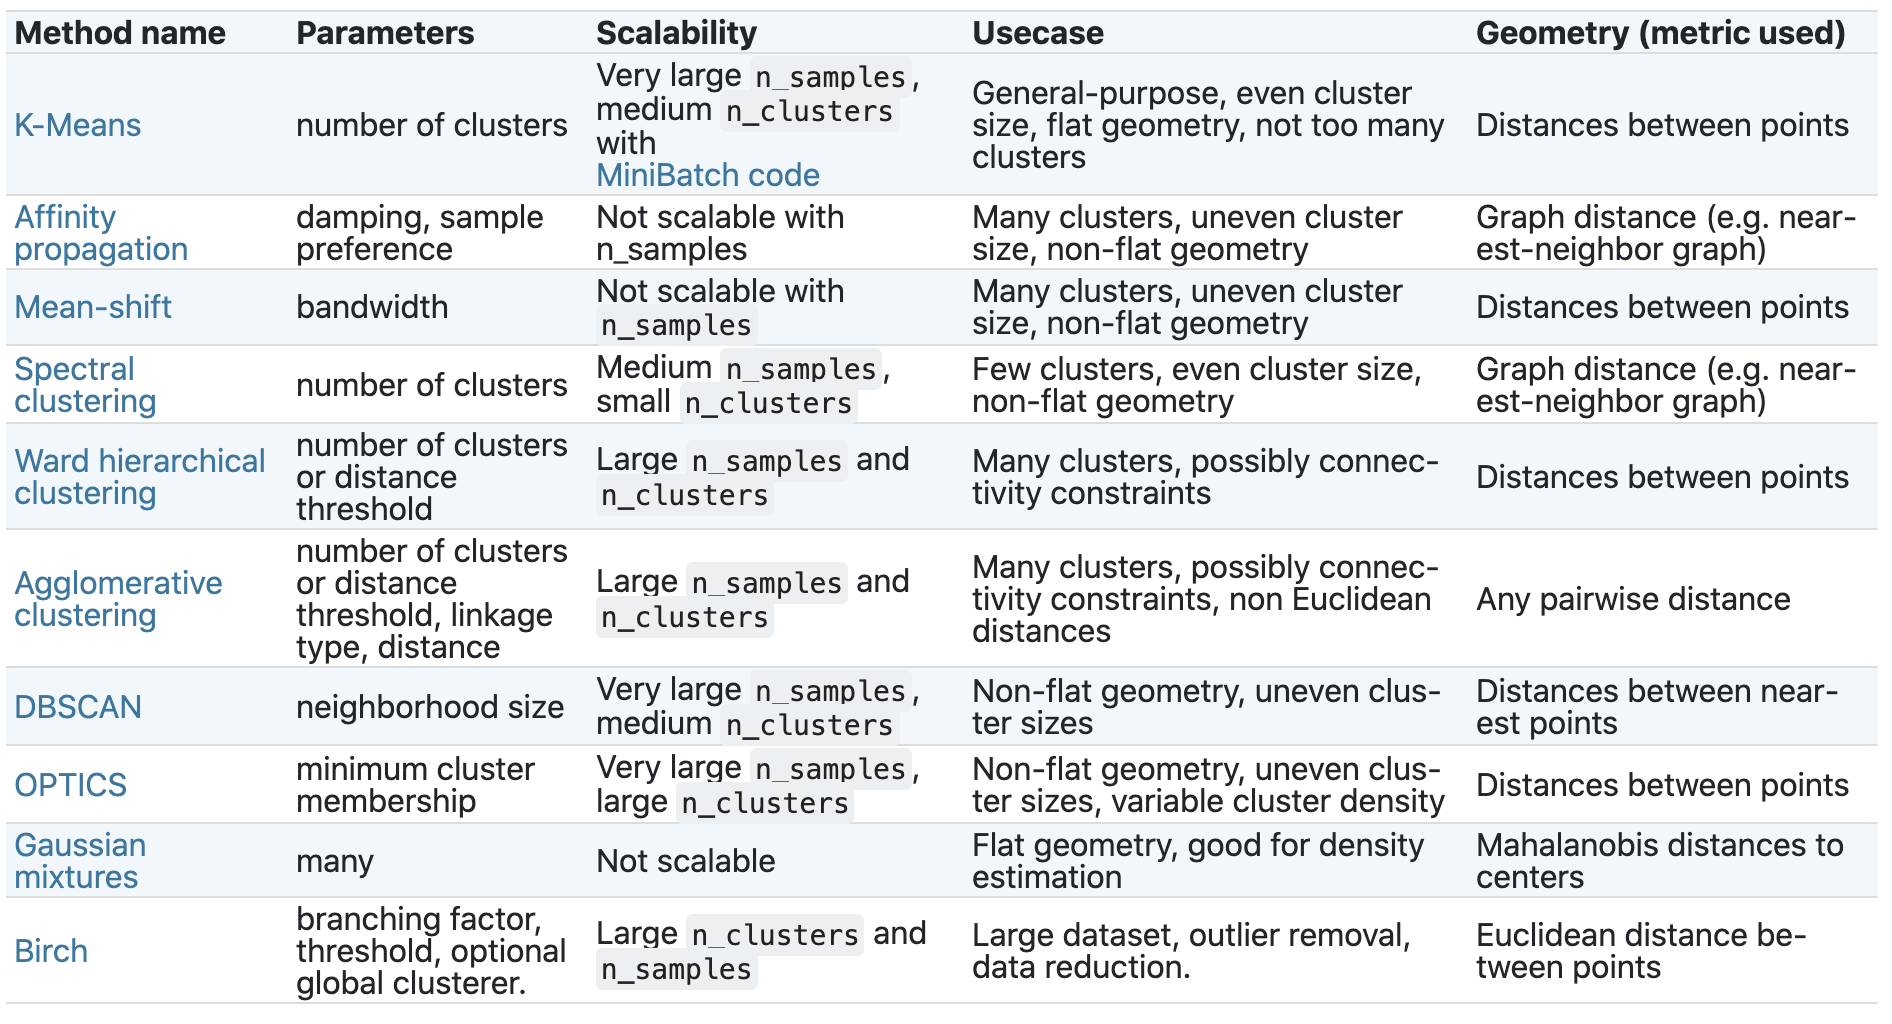 Method name Parameters Scalability Usecase Geometry (metric used)
K-Means
number of clusters
Very large n_samples,
medium n_clusters
with
MiniBatch code
General-purpose, even cluster
size, flat geometry, not too many
clusters
Distances between points
Affinity
propagation
damping, sample
preference
Not scalable with
n_samples
Many clusters, uneven cluster
size, non-flat geometry
Graph distance (e.g. near-
est-neighbor graph)
Mean-shift
bandwidth
Not scalable with
n_samples
Many clusters, uneven cluster
size, non-flat geometry
Distances between points
Spectral
clustering
number of clusters
Medium n_samples,
small n_clusters
Few clusters, even cluster size,
non-flat geometry
Graph distance (e.g. near-
est-neighbor graph)
Ward hierarchical
clustering
number of clusters
or distance
threshold
Large n_samples and
n_clusters
Many clusters, possibly connec-
tivity constraints
Distances between points
Agglomerative
clustering
number of clusters
or distance
threshold, linkage
type, distance
Large n_samples and
n_clusters
Many clusters, possibly connec-
tivity constraints, non Euclidean
distances
Any pairwise distance
DBSCAN
neighborhood size
Very large n_samples,
medium n_clusters
Non-flat geometry, uneven clus-
ter sizes
Distances between near-
est points
OPTICS
minimum cluster
membership
Very large n_samples,
large n_clusters
Non-flat geometry, uneven clus-
ter sizes, variable cluster density
Distances between points
Gaussian
mixtures
many
Not scalable
Flat geometry, good for density
estimation
Mahalanobis distances to
centers
Birch
branching factor,
threshold, optional
global clusterer.
Large n_clusters and
n_samples
Large dataset, outlier removal,
data reduction.
Euclidean distance be-
tween points